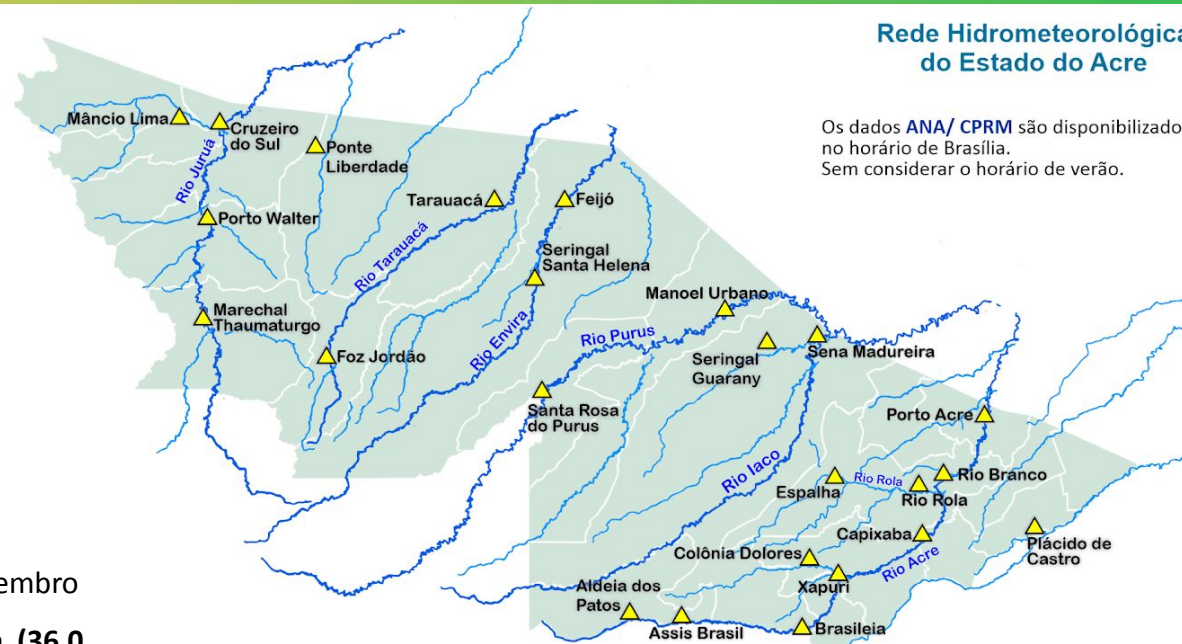 Rede Hidrometeorológica
do Estado do Acre
Os dados ANA/ CPRM são disponibilizado
no horário de Brasília.
Sem considerar o horário de verão.
Mâncio Lima
Cruzeiro
do Sul
Ponte
Liberdade
Rio Juruá
Porto Walter
Tarauacá
Feijó
Rio Tarauacá
Seringal
Santa Helena
Marechal
Thaumaturgo
Foz Jordão
Rio Envira
Manoel Urbano
Rio Purus
Seringal
Guarany
Sena Madureira
Santa Rosa
do Purus
Porto Acre
Rio Iaco
Espalha
Rio Rola
Rio Rola
Rio Branco
Capixaba
Plácido de
Castro
Colônia Dolores
Rio Acre
Xapuri
Aldeia dos
Patos
Assis Brasil
Brasileia
embro
(36,0